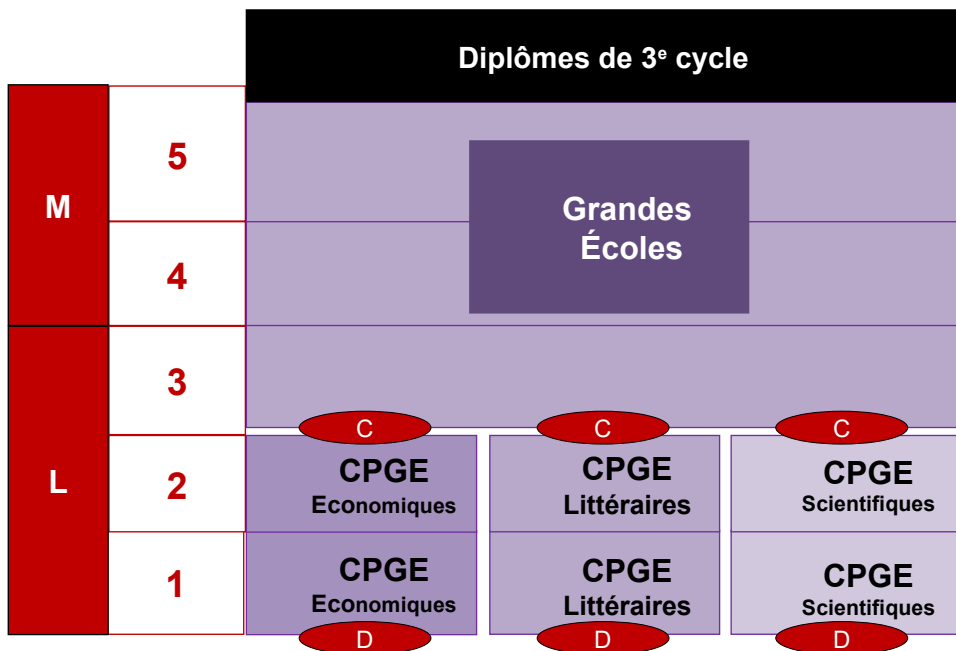 Diplômes de 3e cycle
M
5
Grandes
Écoles
4
L
3
C
C
C
2
CPGE
Economiques
CPGE
Littéraires
CPGE
Scientifiques
1
CPGE
Economiques
CPGE
Littéraires
CPGE
Scientifiques
D
D
D